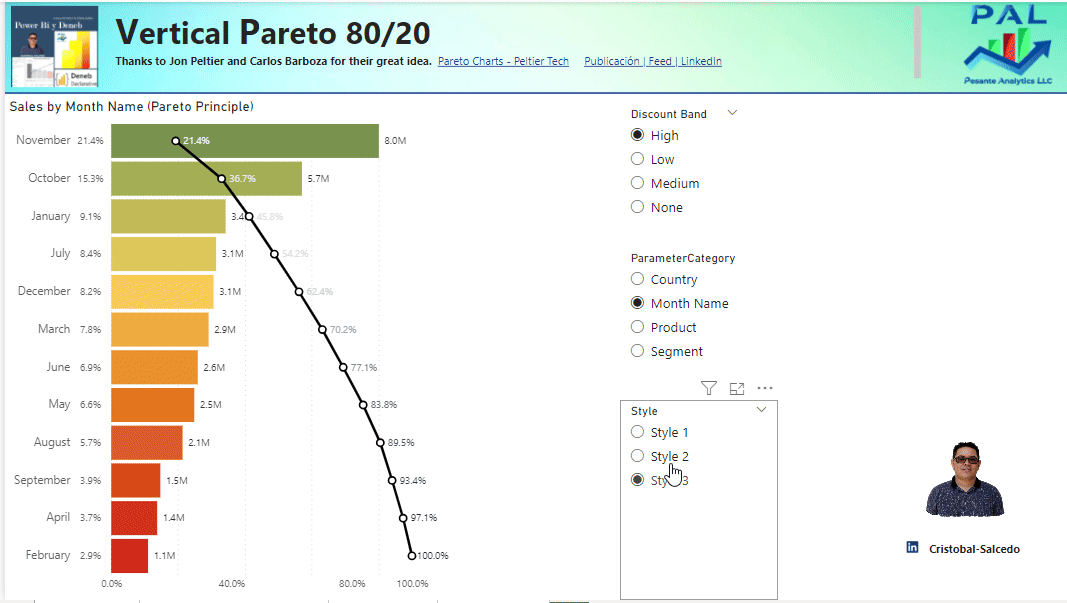 Power Bi y Deneb
Deneb
Declarative
Vertical Pareto 80/20
Thanks to Jon Peltier and Carlos Barboza for their great idea. Pareto Charts - Peltier Tech Publicación | Feed | LinkedIn
PAL
Pesante Analytics LLC
Sales by Month Name (Pareto Principle)
November 21.4% 21.4% 8.0M
October 15.3% 36.7% 5.7M
January 9.1% 3.4 45.8%
July 8.4% 3.1M 54.2%
December 8.2% 3.1M 62.4%
March 7.8% 2.9M 70.2%
June 6.9% 2.6M 77.1%
May 6.6% 2.5M 83.8%
August 5.7% 2.1M 89.5%
September 3.9% 1.5M 93.4%
April 3.7% 1.4M 97.1%
February 2.9% 1.1M 100.0%
0.0% 40.0% 80.0% 100.0%
Discount Band
High
Low
Medium
None
ParameterCategory
Country
Month Name
Product
Segment
Style
Style 1
Style 2
Style 3
Cristobal-Salcedo